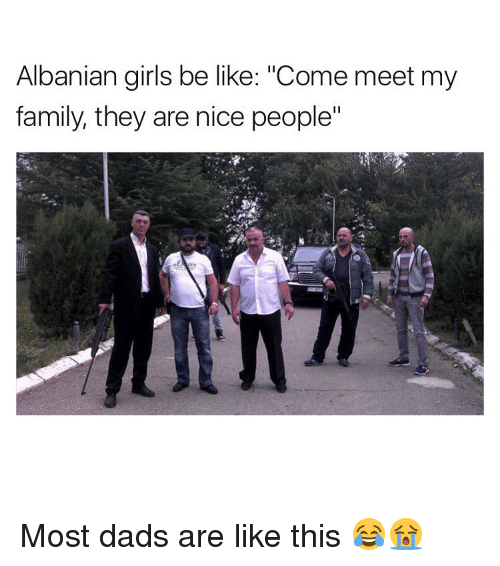 Albanian girls be like: "Come meet my
family, they are nice people"
Most dads are like this 😂😭